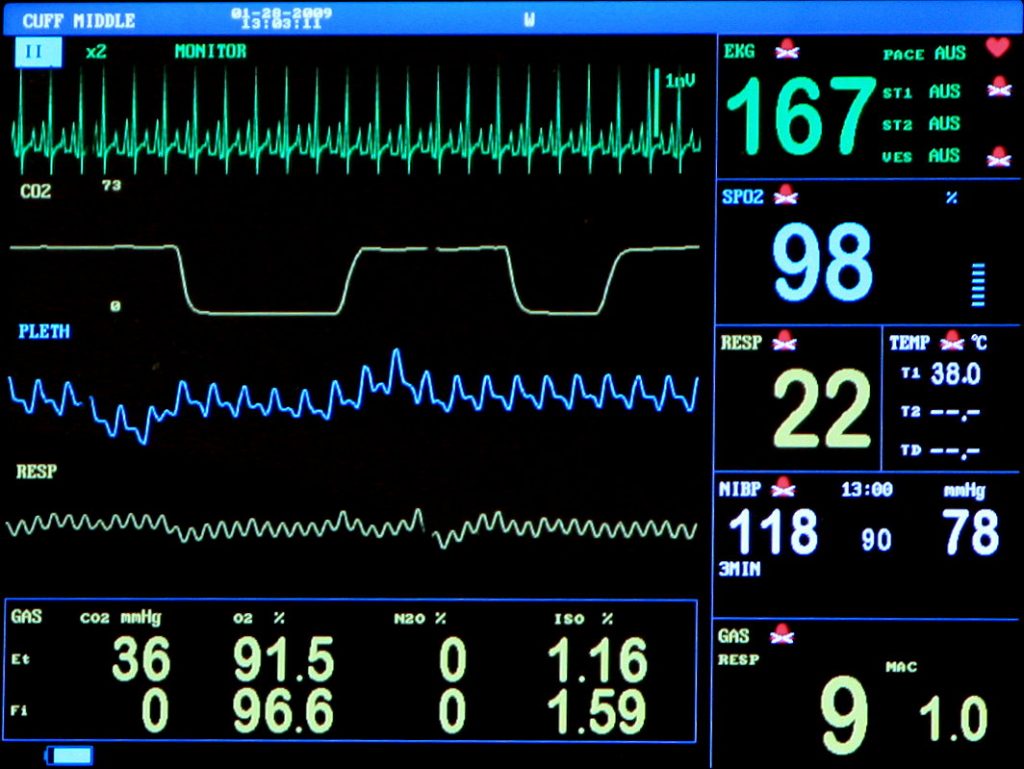 CUFF MIDDLE 01-28-2009 W
13:03:11
II x2 MONITOR
1mV
CO2 73
0
PLETH
RESP
GAS CO2 mmHg O2 % N2O % ISO %
Et 36 91.5 0 1.16
Fi 0 96.6 0 1.59
EKG PACE AUS
167 ST1 AUS
ST2 AUS
VES AUS
SPO2 %
98
RESP
22
TEMP °C
T1 38.0
T2 --.-
TD --.-
NIBP 13:00 mmHg
118 90 78
3MIN
GAS
RESP MAC
9 1.0